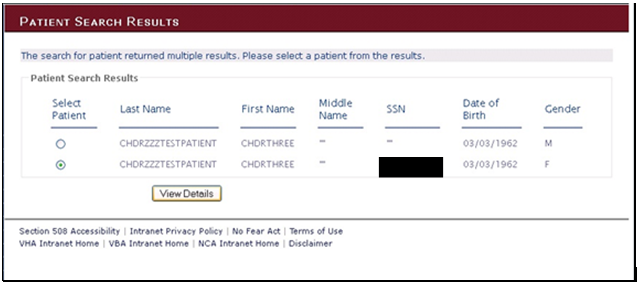 PATIENT SEARCH RESULTS
The search for patient returned multiple results. Please select a patient from the results.
Patient Search Results
Select Patient Last Name First Name Middle Name SSN Date of Birth Gender
CHDRZZZTESTPATIENT CHDRTHREE "" "" 03/03/1962 M
CHDRZZZTESTPATIENT CHDRTHREE "" 03/03/1962 F
View Details
Section 508 Accessibility | Intranet Privacy Policy | No Fear Act | Terms of Use
VHA Intranet Home | VBA Intranet Home | NCA Intranet Home | Disclaimer